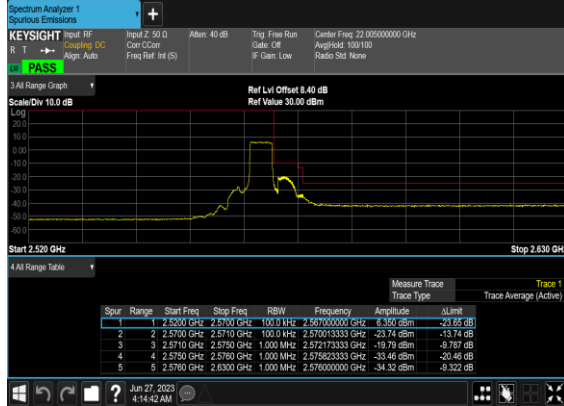 Spectrum Analyzer 1
Spurious Emissions
KEYSIGHT Input: RF Input Z: 50 Ω Atten: 40 dB Trig: Free Run Center Freq: 22.005000000 GHz
R T Coupling: DC Corr CCorr Gate: Off Avg|Hold: 100/100
Align: Auto Freq Ref: Int (S) IF Gain: Low Radio Std: None
PASS
3 All Range Graph
Ref Lvl Offset 8.40 dB
Scale/Div 10.0 dB Ref Value 30.00 dBm
Log
20.0
10.0
0.00
-10.0
-20.0
-30.0
-40.0
-50.0
-60.0
Start 2.520 GHz Stop 2.630 GHz
4 All Range Table
Measure Trace Trace 1
Trace Type Trace Average (Active)
Spur Range Start Freq Stop Freq RBW Frequency Amplitude ΔLimit
1 1 2.5200 GHz 2.5700 GHz 100.0 kHz 2.567000000 GHz 6.350 dBm -23.65 dB
2 2 2.5700 GHz 2.5710 GHz 100.0 kHz 2.570013333 GHz -23.74 dBm -13.74 dB
3 3 2.5710 GHz 2.5750 GHz 1.000 MHz 2.572173333 GHz -19.79 dBm -9.787 dB
4 4 2.5750 GHz 2.5760 GHz 1.000 MHz 2.575823333 GHz -33.46 dBm -20.46 dB
5 5 2.5760 GHz 2.6300 GHz 1.000 MHz 2.576000000 GHz -34.32 dBm -9.322 dB
Jun 27, 2023
4:14:42 AM